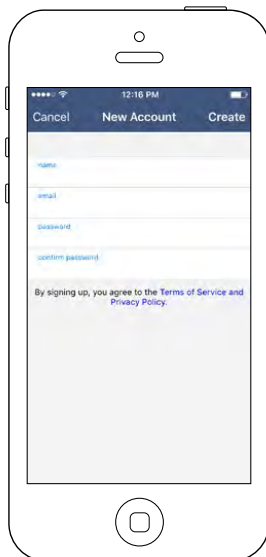 12:16 PM
Cancel New Account Create
name
email
password
confirm password
By signing up, you agree to the Terms of Service and
Privacy Policy.